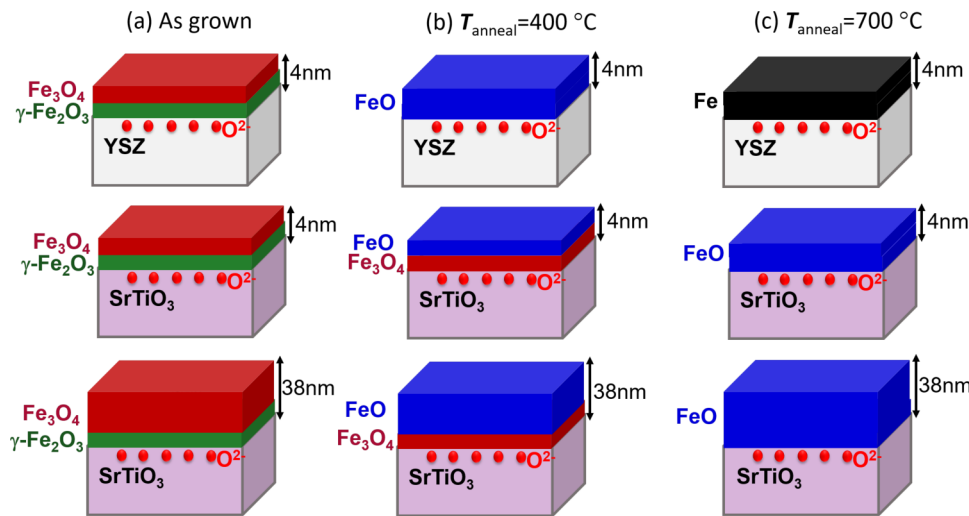 (a) As grown
(b) Tanneal=400 °C
(c) Tanneal=700 °C
4nm
Fe3O4
γ-Fe2O3
O2-
YSZ
4nm
FeO
O2-
YSZ
4nm
Fe
O2-
YSZ
4nm
Fe3O4
γ-Fe2O3
O2-
SrTiO3
4nm
FeO
Fe3O4
O2-
SrTiO3
4nm
FeO
O2-
SrTiO3
38nm
Fe3O4
γ-Fe2O3
O2-
SrTiO3
38nm
FeO
Fe3O4
O2-
SrTiO3
38nm
FeO
O2-
SrTiO3